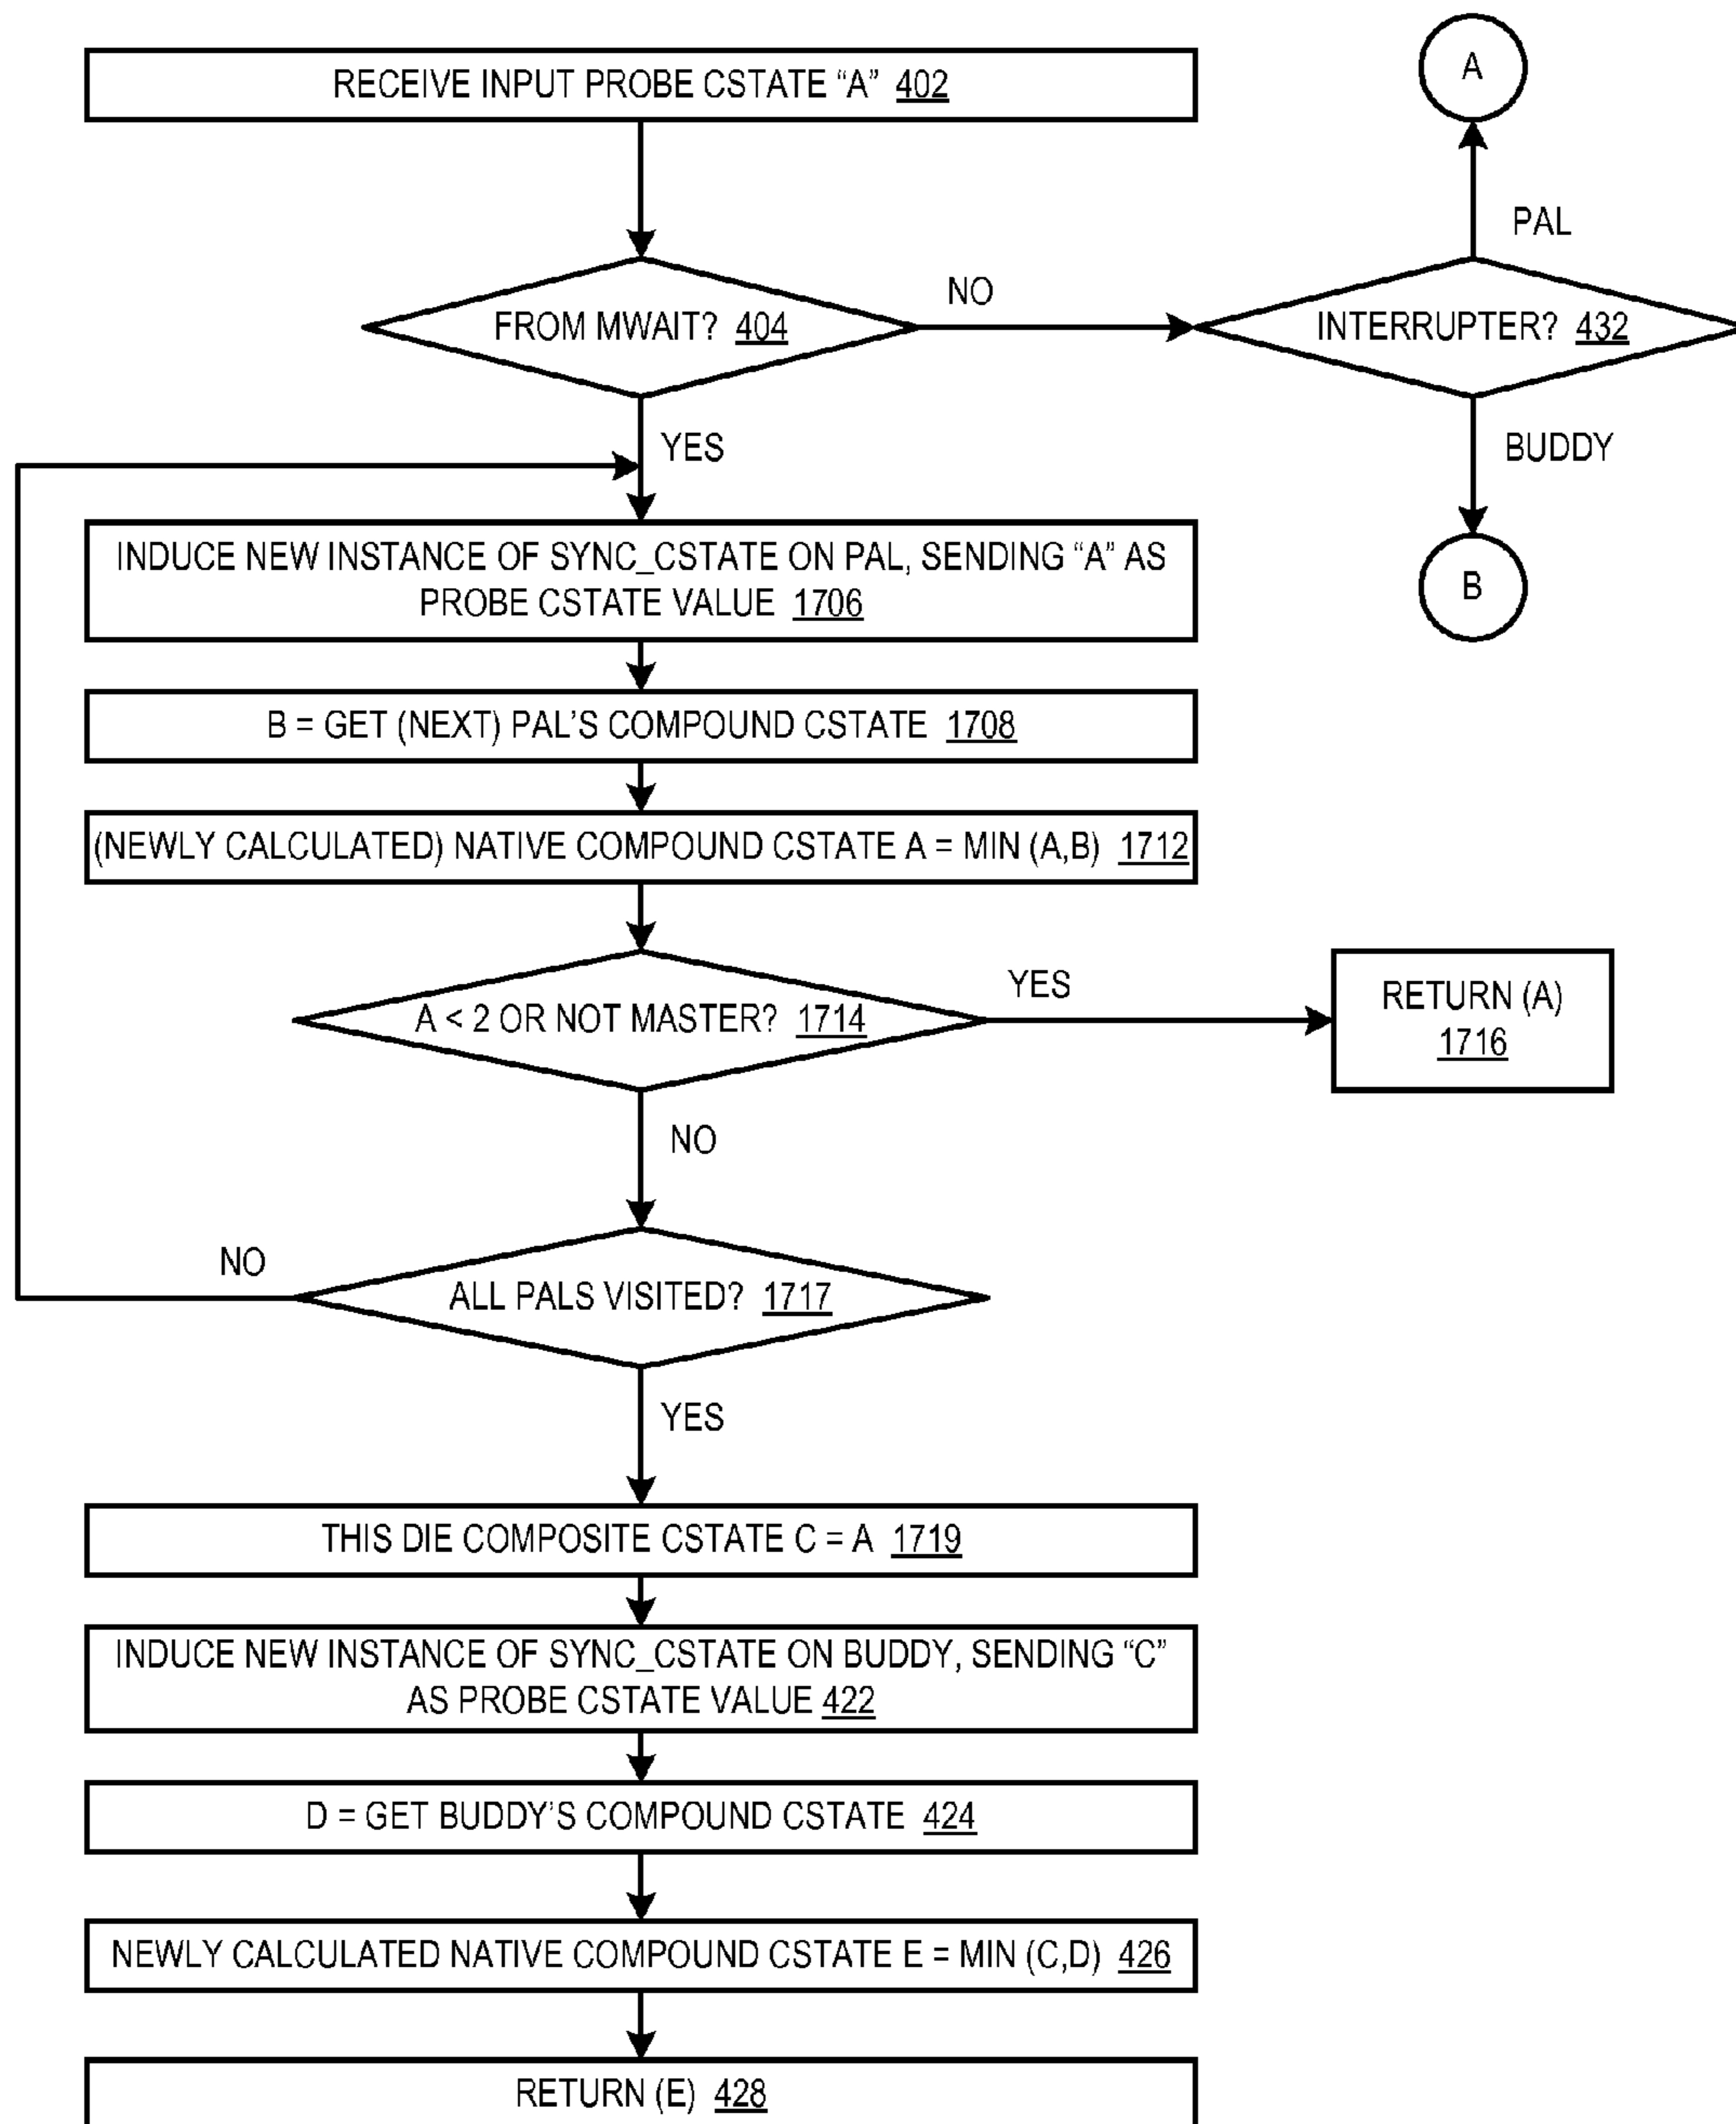 RECEIVE INPUT PROBE CSTATE “A” 402
A
PAL
FROM MWAIT? 404
NO
INTERRUPTER? 432
YES
BUDDY
B
INDUCE NEW INSTANCE OF SYNC_CSTATE ON PAL, SENDING “A” AS
PROBE CSTATE VALUE 1706
B = GET (NEXT) PAL’S COMPOUND CSTATE 1708
(NEWLY CALCULATED) NATIVE COMPOUND CSTATE A = MIN (A,B) 1712
A < 2 OR NOT MASTER? 1714
YES
RETURN (A)
1716
NO
ALL PALS VISITED? 1717
NO
YES
THIS DIE COMPOSITE CSTATE C = A 1719
INDUCE NEW INSTANCE OF SYNC_CSTATE ON BUDDY, SENDING “C”
AS PROBE CSTATE VALUE 422
D = GET BUDDY’S COMPOUND CSTATE 424
NEWLY CALCULATED NATIVE COMPOUND CSTATE E = MIN (C,D) 426
RETURN (E) 428